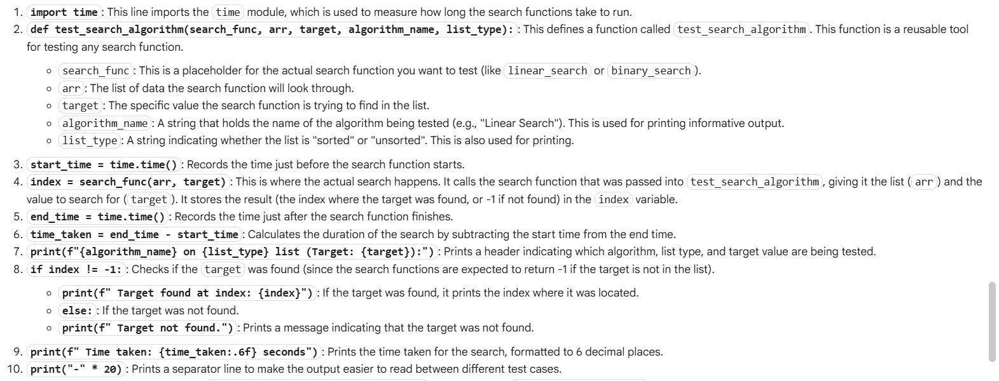 1. import time: This line imports the time module, which is used to measure how long the search functions take to run.
2. def test_search_algorithm(search_func, arr, target, algorithm_name, list_type):: This defines a function called test_search_algorithm. This function is a reusable tool
for testing any search function.
◦ search_func: This is a placeholder for the actual search function you want to test (like linear_search or binary_search).
◦ arr: The list of data the search function will look through.
◦ target: The specific value the search function is trying to find in the list.
◦ algorithm_name: A string that holds the name of the algorithm being tested (e.g., "Linear Search"). This is used for printing informative output.
◦ list_type: A string indicating whether the list is "sorted" or "unsorted". This is also used for printing.
3. start_time = time.time(): Records the time just before the search function starts.
4. index = search_func(arr, target): This is where the actual search happens. It calls the search function that was passed into test_search_algorithm, giving it the list (arr) and the
value to search for (target). It stores the result (the index where the target was found, or -1 if not found) in the index variable.
5. end_time = time.time(): Records the time just after the search function finishes.
6. time_taken = end_time - start_time: Calculates the duration of the search by subtracting the start time from the end time.
7. print(f"{algorithm_name} on {list_type} list (Target: {target}):"): Prints a header indicating which algorithm, list type, and target value are being tested.
8. if index != -1:: Checks if the target was found (since the search functions are expected to return -1 if the target is not in the list).
◦ print(f" Target found at index: {index}"): If the target was found, it prints the index where it was located.
◦ else:: If the target was not found.
◦ print(f" Target not found."): Prints a message indicating that the target was not found.
9. print(f" Time taken: {time_taken:.6f} seconds"): Prints the time taken for the search, formatted to 6 decimal places.
10. print("-" * 20): Prints a separator line to make the output easier to read between different test cases.